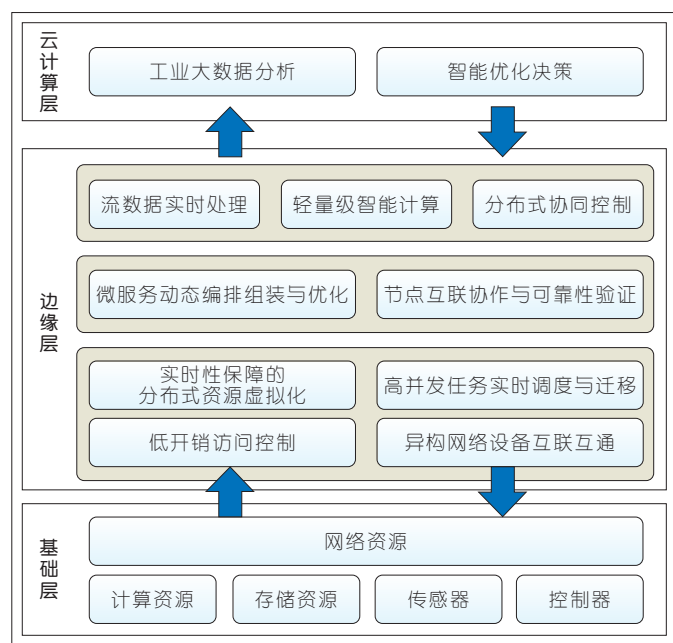 云计算层
工业大数据分析
智能优化决策
边缘层
流数据实时处理
轻量级智能计算
分布式协同控制
微服务动态编排组装与优化
节点互联协作与可靠性验证
实时性保障的
分布式资源虚拟化
高并发任务实时调度与迁移
低开销访问控制
异构网络设备互联互通
基础层
网络资源
计算资源
存储资源
传感器
控制器